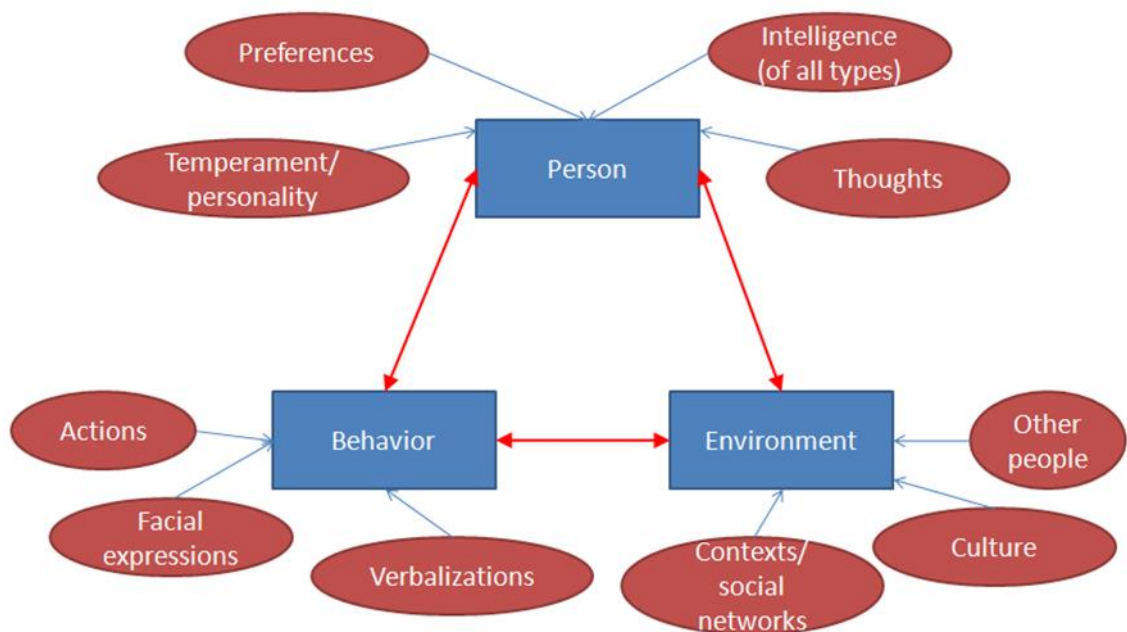 Preferences
Intelligence
(of all types)
Temperament/
personality
Person
Thoughts
Actions
Behavior
Environment
Other
people
Facial
expressions
Verbalizations
Contexts/
social
networks
Culture